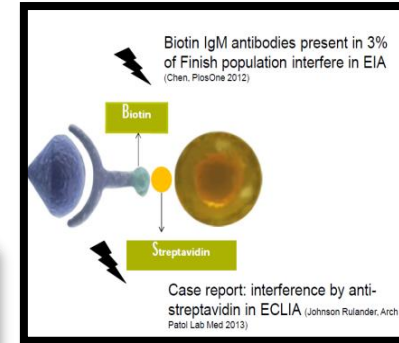 Biotin IgM antibodies present in 3%
of Finish population interfere in EIA
(Chen, PlosOne 2012)
Biotin
Streptavidin
Case report: interference by anti-
streptavidin in ECLIA (Johnson Rulander, Arch
Patol Lab Med 2013)